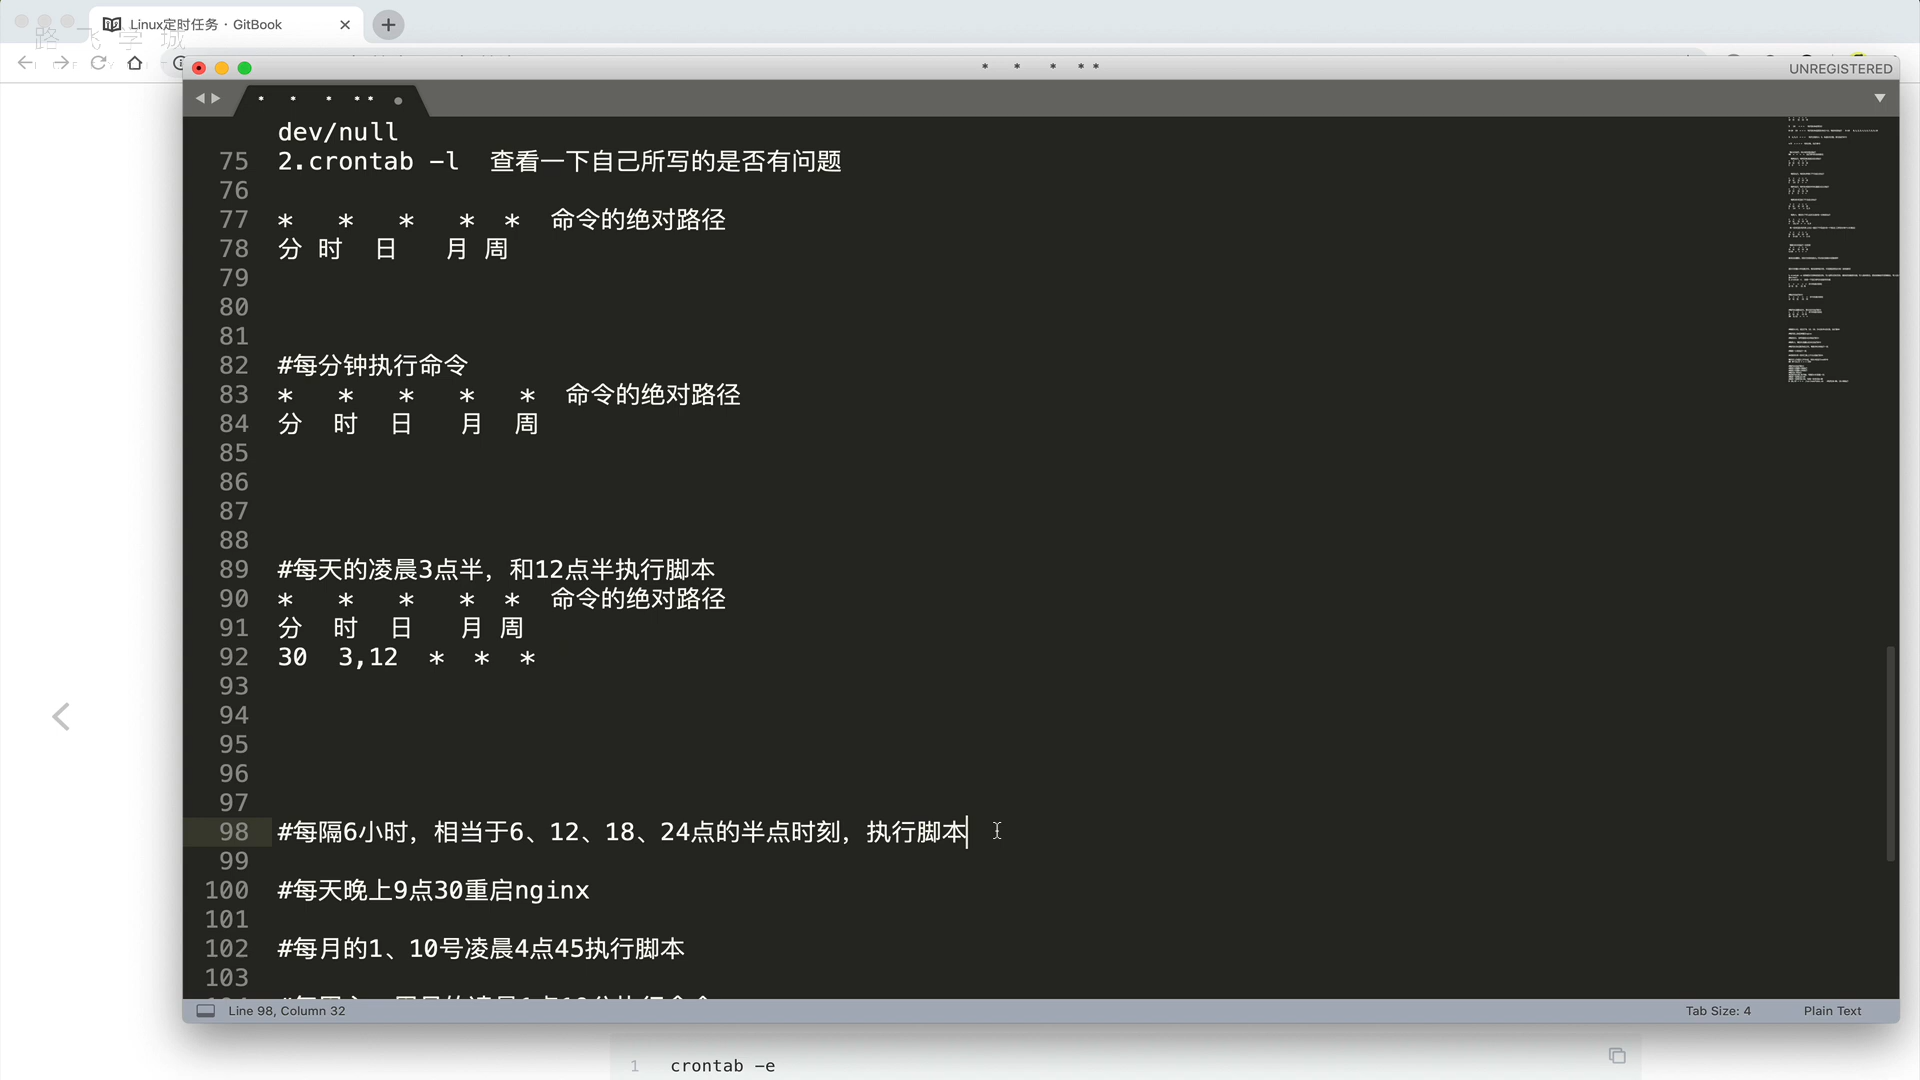 Linux定时任务 · GitBook
路飞学城
* * * * *
UNREGISTERED
* * * * *
dev/null
75 2.crontab -l 查看一下自己所写的是否有问题
76
77 * * * * * 命令的绝对路径
78 分 时 日 月 周
79
80
81
82 #每分钟执行命令
83 * * * * * 命令的绝对路径
84 分 时 日 月 周
85
86
87
88
89 #每天的凌晨3点半，和12点半执行脚本
90 * * * * * 命令的绝对路径
91 分 时 日 月 周
92 30 3,12 * * *
93
94
95
96
97
98 #每隔6小时，相当于6、12、18、24点的半点时刻，执行脚本
99
100 #每天晚上9点30重启nginx
101
102 #每月的1、10号凌晨4点45执行脚本
103
Line 98, Column 32
Tab Size: 4
Plain Text
1 crontab -e